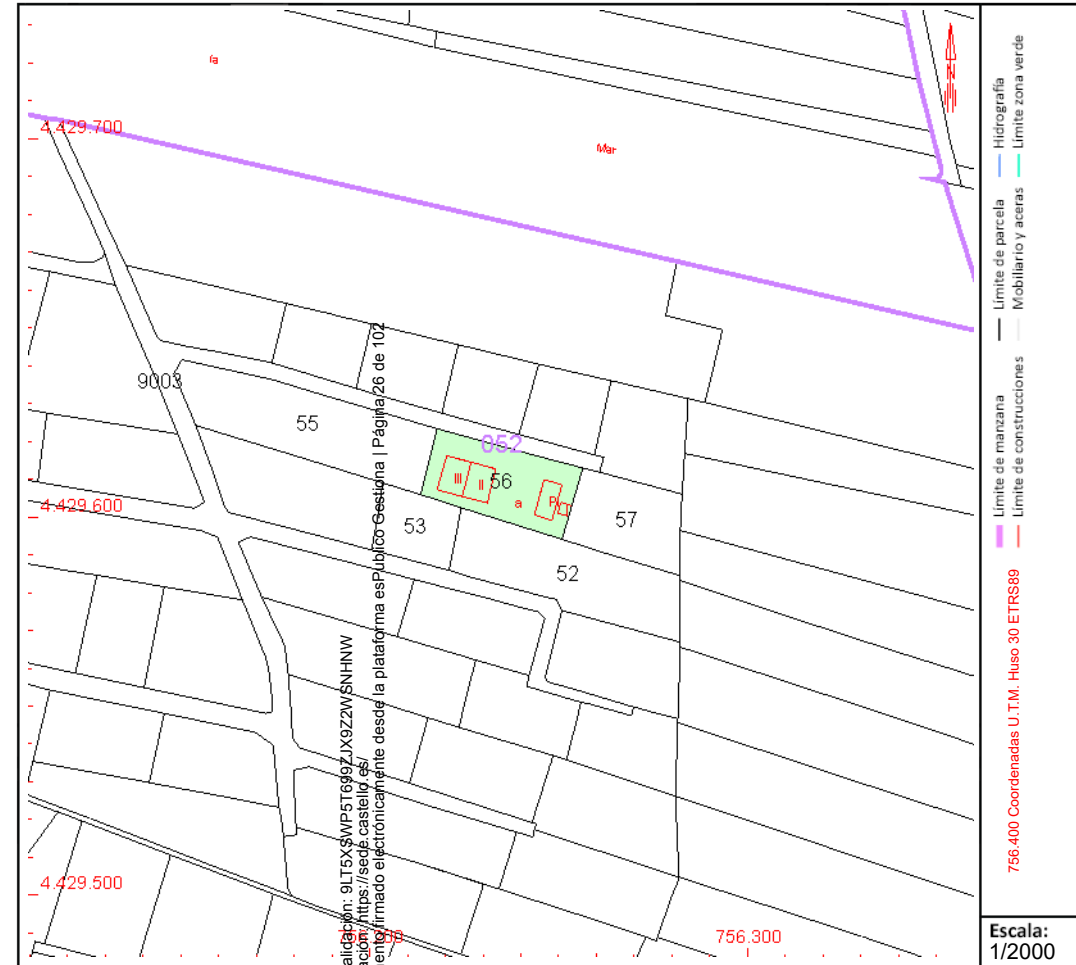 fa
4.429.700
Mar
9003
55
052
56
III
II
a
P
57
4.429.600
53
52
4.429.500
756.300
alidación: 9LT5XSWP5T699ZJX9Z2WSNHNW
ación: https://sede.castello.es/
mento firmado electrónicamente desde la plataforma esPublico Gestiona | Página 26 de 102
N
Límite de manzana
Límite de parcela
Hidrografía
Límite de construcciones
Mobiliario y aceras
Límite zona verde
756.400 Coordenadas U.T.M. Huso 30 ETRS89
Escala:
1/2000